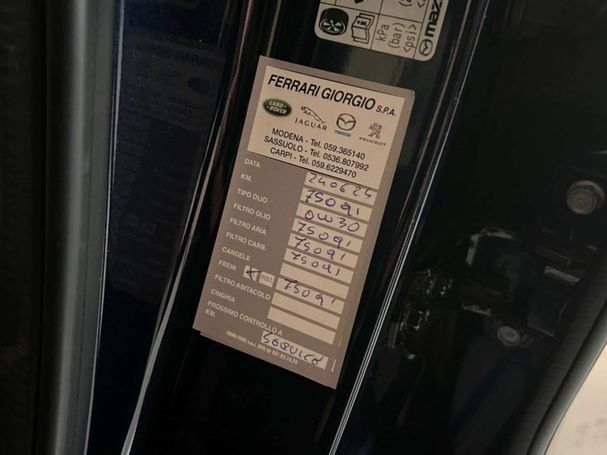 kPa
(bar)
<psi>
mazda
FERRARI GIORGIO S.P.A.
LAND ROVER JAGUAR mazda PEUGEOT
MODENA - Tel. 059.365140
SASSUOLO - Tel. 0536.807992
CARPI - Tel. 059.6229470
DATA 240624
KM. 75091
TIPO OLIO 0W30
FILTRO OLIO 75091
FILTRO ARIA 75091
FILTRO CARB. 75091
CANDELE
FRENI
FILTRO ABITACOLO 75091
CINGHIA
PROSSIMO CONTROLLO A
KM.